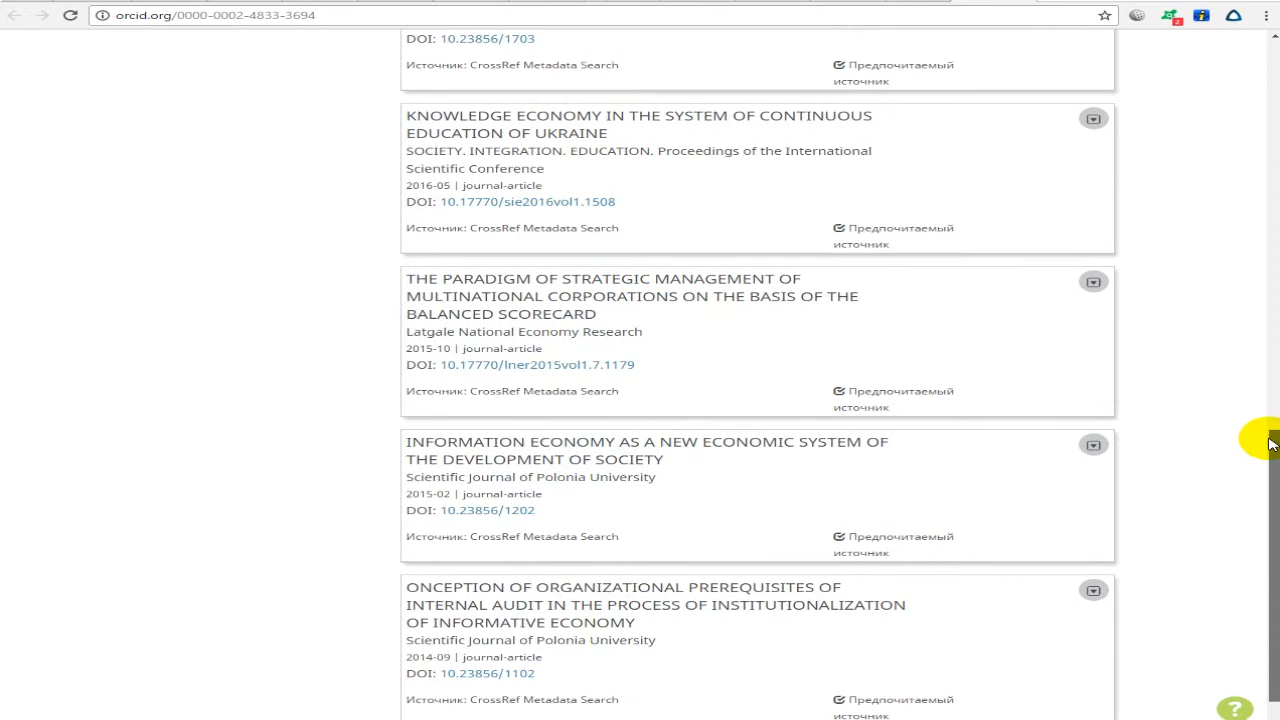 orcid.org/0000-0002-4833-3694
2
DOI: 10.23856/1703
Источник: CrossRef Metadata Search
Предпочитаемый
источник
KNOWLEDGE ECONOMY IN THE SYSTEM OF CONTINUOUS
EDUCATION OF UKRAINE
SOCIETY. INTEGRATION. EDUCATION. Proceedings of the International
Scientific Conference
2016-05 | journal-article
DOI: 10.17770/sie2016vol1.1508
Источник: CrossRef Metadata Search
Предпочитаемый
источник
THE PARADIGM OF STRATEGIC MANAGEMENT OF
MULTINATIONAL CORPORATIONS ON THE BASIS OF THE
BALANCED SCORECARD
Latgale National Economy Research
2015-10 | journal-article
DOI: 10.17770/lner2015vol1.7.1179
Источник: CrossRef Metadata Search
Предпочитаемый
источник
INFORMATION ECONOMY AS A NEW ECONOMIC SYSTEM OF
THE DEVELOPMENT OF SOCIETY
Scientific Journal of Polonia University
2015-02 | journal-article
DOI: 10.23856/1202
Источник: CrossRef Metadata Search
Предпочитаемый
источник
ONCEPTION OF ORGANIZATIONAL PREREQUISITES OF
INTERNAL AUDIT IN THE PROCESS OF INSTITUTIONALIZATION
OF INFORMATIVE ECONOMY
Scientific Journal of Polonia University
2014-09 | journal-article
DOI: 10.23856/1102
Источник: CrossRef Metadata Search
Предпочитаемый
источник
?